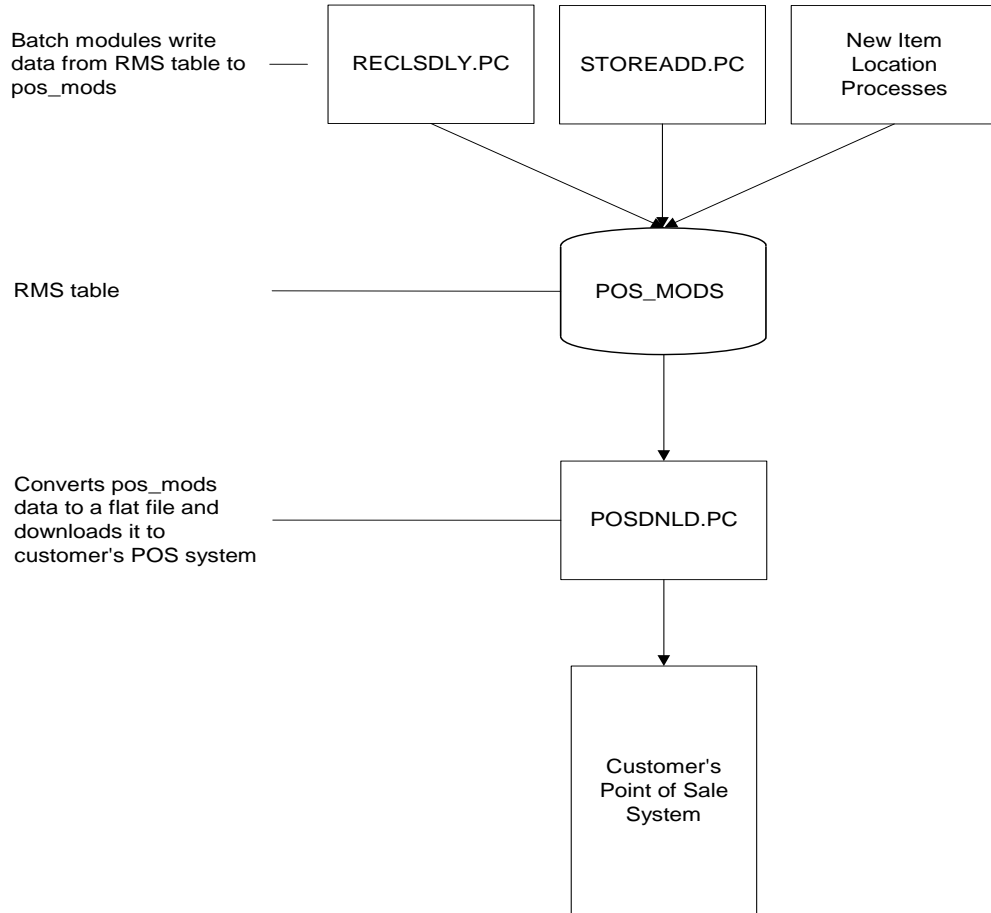 Batch modules write
data from RMS table to
pos_mods
RECLSDLY.PC
STOREADD.PC
New Item
Location
Processes
RMS table
POS_MODS
Converts pos_mods
data to a flat file and
downloads it to
customer's POS system
POSDNLD.PC
Customer's
Point of Sale
System